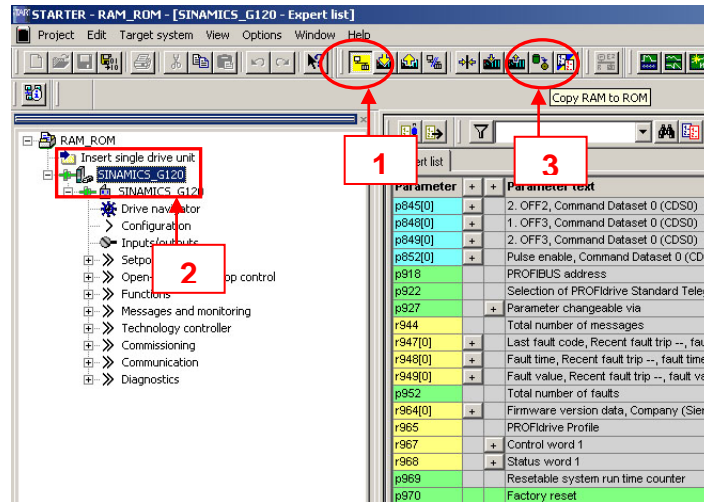 STARTER - RAM_ROM - [SINAMICS_G120 - Expert list]
Project Edit Target system View Options Window Help
Copy RAM to ROM
1
3
2
RAM_ROM
Insert single drive unit
SINAMICS_G120
SINAMICS_G120
Drive navigator
Configuration
Inputs/outputs
Setpo
Open- p control
Functions
Messages and monitoring
Technology controller
Commissioning
Communication
Diagnostics
ert list
Parameter + + Parameter text
p845[0] + 2. OFF2, Command Dataset 0 (CDS0)
p848[0] + 1. OFF3, Command Dataset 0 (CDS0)
p849[0] + 2. OFF3, Command Dataset 0 (CDS0)
p852[0] + Pulse enable, Command Dataset 0 (CD
p918 PROFIBUS address
p922 Selection of PROFIdrive Standard Tele
p927 + Parameter changeable via
r944 Total number of messages
r947[0] + Last fault code, Recent fault trip --, fau
r948[0] + Fault time, Recent fault trip --, fault time
r949[0] + Fault value, Recent fault trip --, fault va
p952 Total number of faults
r964[0] + Firmware version data, Company (Sier
r965 PROFIdrive Profile
r967 + Control word 1
r968 + Status word 1
p969 Resetable system run time counter
p970 Factory reset